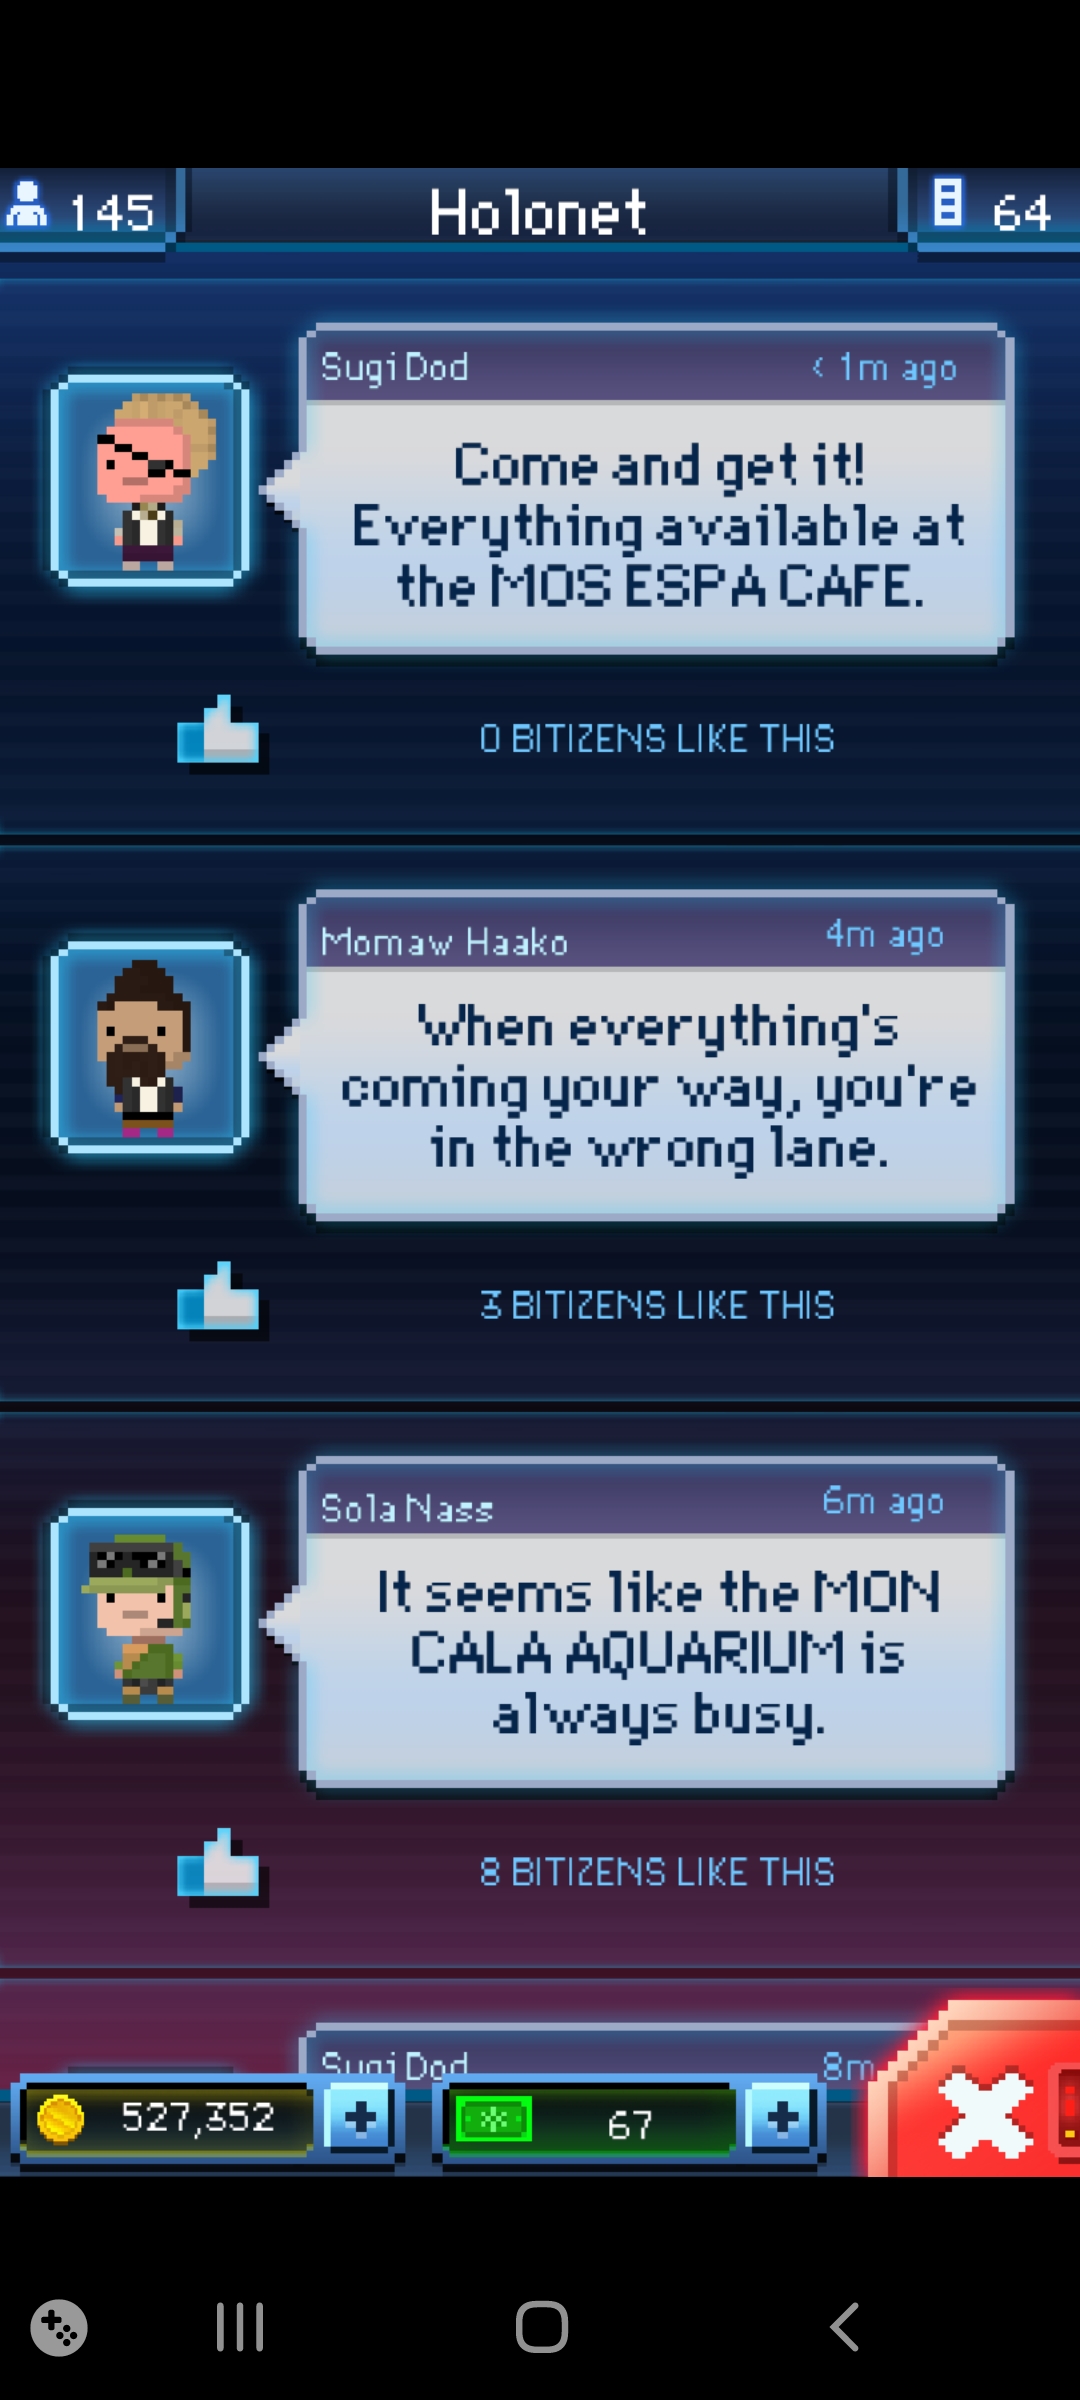 145 Holonet 64
Sugi Dod < 1m ago
Come and get it!
Everything available at
the MOS ESPA CAFE.
0 BITIZENS LIKE THIS
Momaw Haako 4m ago
When everything's
coming your way, you're
in the wrong lane.
3 BITIZENS LIKE THIS
Sola Nass 6m ago
It seems like the MON
CALA AQUARIUM is
always busy.
8 BITIZENS LIKE THIS
Sugi Dod 8m
527,352 67